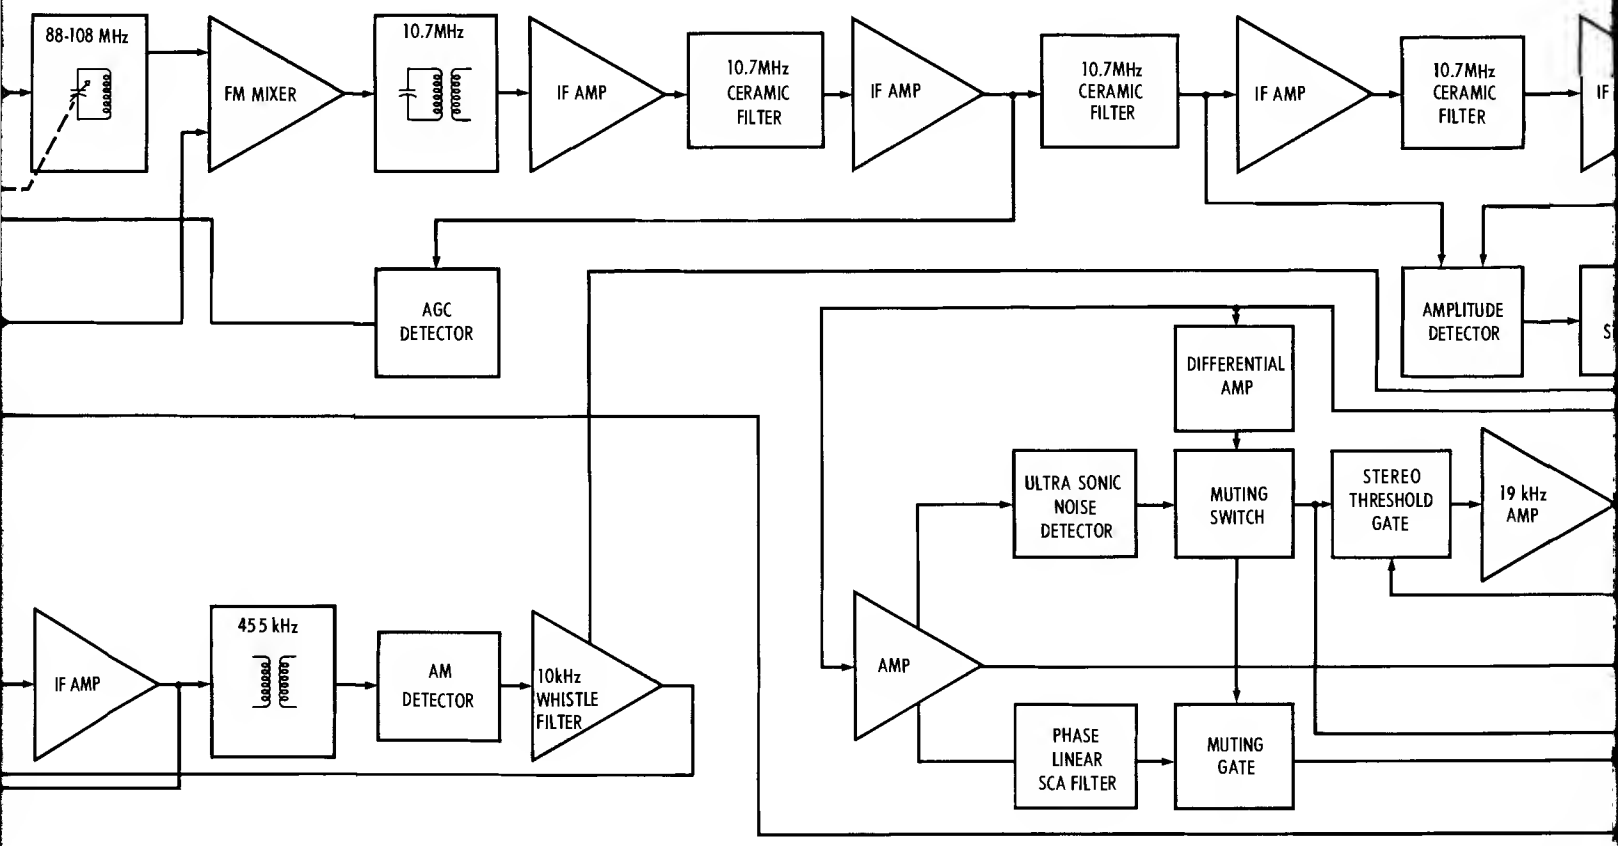 88-108 MHz
FM MIXER
10.7MHz
IF AMP
10.7MHz
CERAMIC
FILTER
IF AMP
10.7MHz
CERAMIC
FILTER
IF AMP
10.7MHz
CERAMIC
FILTER
IF
AGC
DETECTOR
AMPLITUDE
DETECTOR
S
DIFFERENTIAL
AMP
ULTRA SONIC
NOISE
DETECTOR
MUTING
SWITCH
STEREO
THRESHOLD
GATE
19 kHz
AMP
IF AMP
455 kHz
AM
DETECTOR
10kHz
WHISTLE
FILTER
AMP
PHASE
LINEAR
SCA FILTER
MUTING
GATE